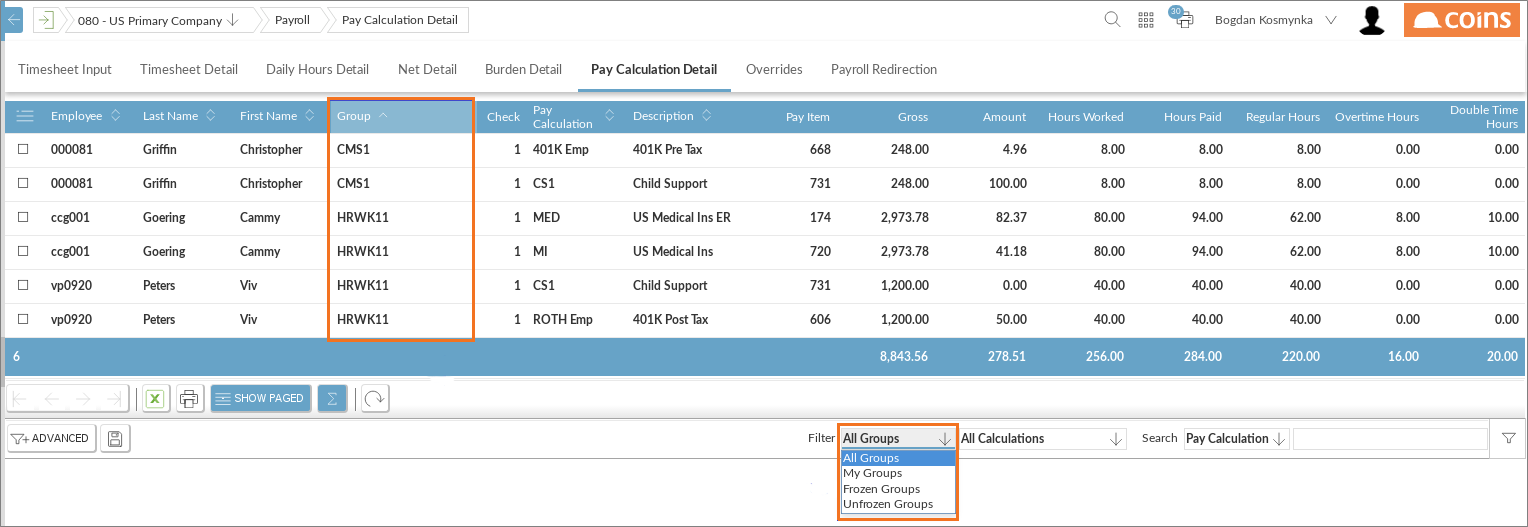 080 - US Primary Company Payroll Pay Calculation Detail 30 Bogdan Kosmynka coins
Timesheet Input Timesheet Detail Daily Hours Detail Net Detail Burden Detail Pay Calculation Detail Overrides Payroll Redirection
Employee Last Name First Name Group Check Pay Calculation Description Pay Item Gross Amount Hours Worked Hours Paid Regular Hours Overtime Hours Double Time Hours
000081 Griffin Christopher CMS1 1 401K Emp 401K Pre Tax 668 248.00 4.96 8.00 8.00 8.00 0.00 0.00
000081 Griffin Christopher CMS1 1 CS1 Child Support 731 248.00 100.00 8.00 8.00 8.00 0.00 0.00
ccg001 Goering Cammy HRWK11 1 MED US Medical Ins ER 174 2,973.78 82.37 80.00 94.00 62.00 8.00 10.00
ccg001 Goering Cammy HRWK11 1 MI US Medical Ins 720 2,973.78 41.18 80.00 94.00 62.00 8.00 10.00
vp0920 Peters Viv HRWK11 1 CS1 Child Support 731 1,200.00 0.00 40.00 40.00 40.00 0.00 0.00
vp0920 Peters Viv HRWK11 1 ROTH Emp 401K Post Tax 606 1,200.00 50.00 40.00 40.00 40.00 0.00 0.00
6 8,843.56 278.51 256.00 284.00 220.00 16.00 20.00
X SHOW PAGED Σ
ADVANCED Filter All Groups All Calculations Search Pay Calculation
All Groups
My Groups
Frozen Groups
Unfrozen Groups